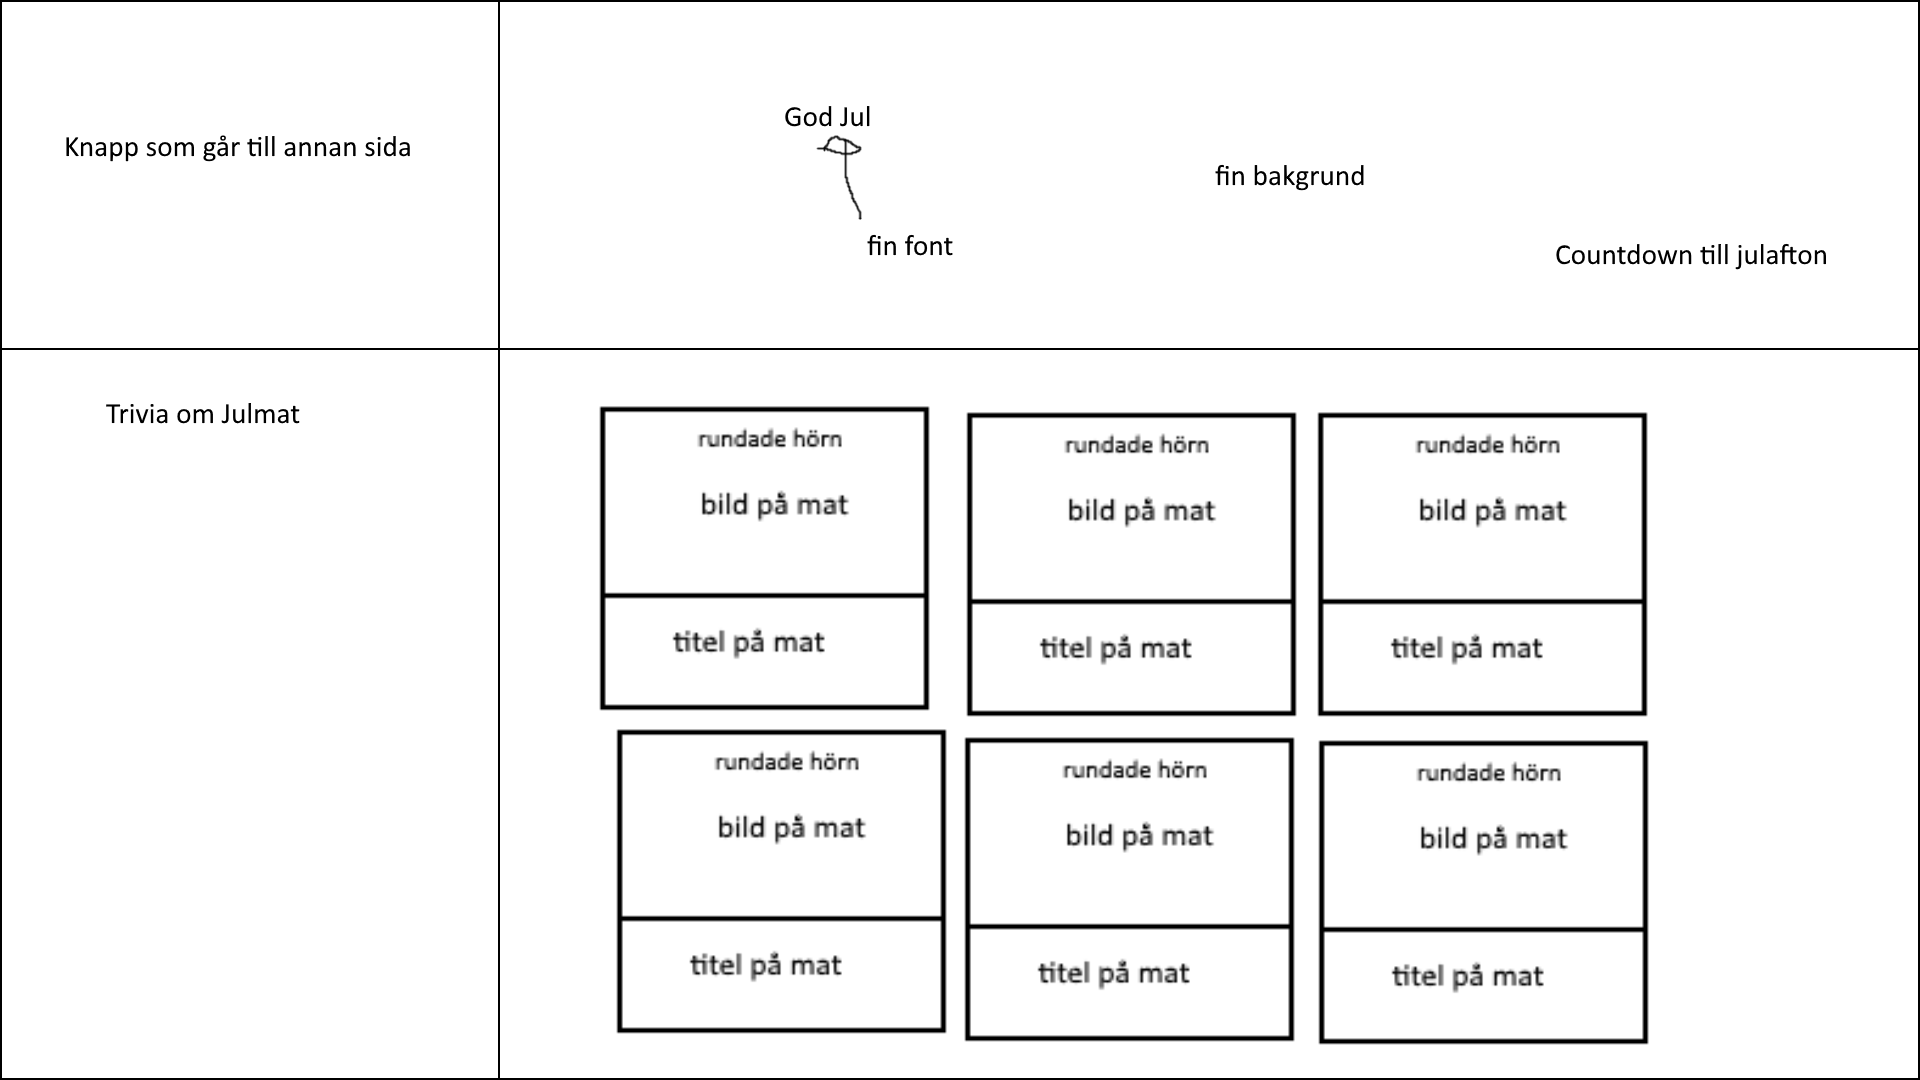 Knapp som går till annan sida
God Jul
fin font
fin bakgrund
Countdown till julafton
Trivia om Julmat
rundade hörn
bild på mat
titel på mat
rundade hörn
bild på mat
titel på mat
rundade hörn
bild på mat
titel på mat
rundade hörn
bild på mat
titel på mat
rundade hörn
bild på mat
titel på mat
rundade hörn
bild på mat
titel på mat